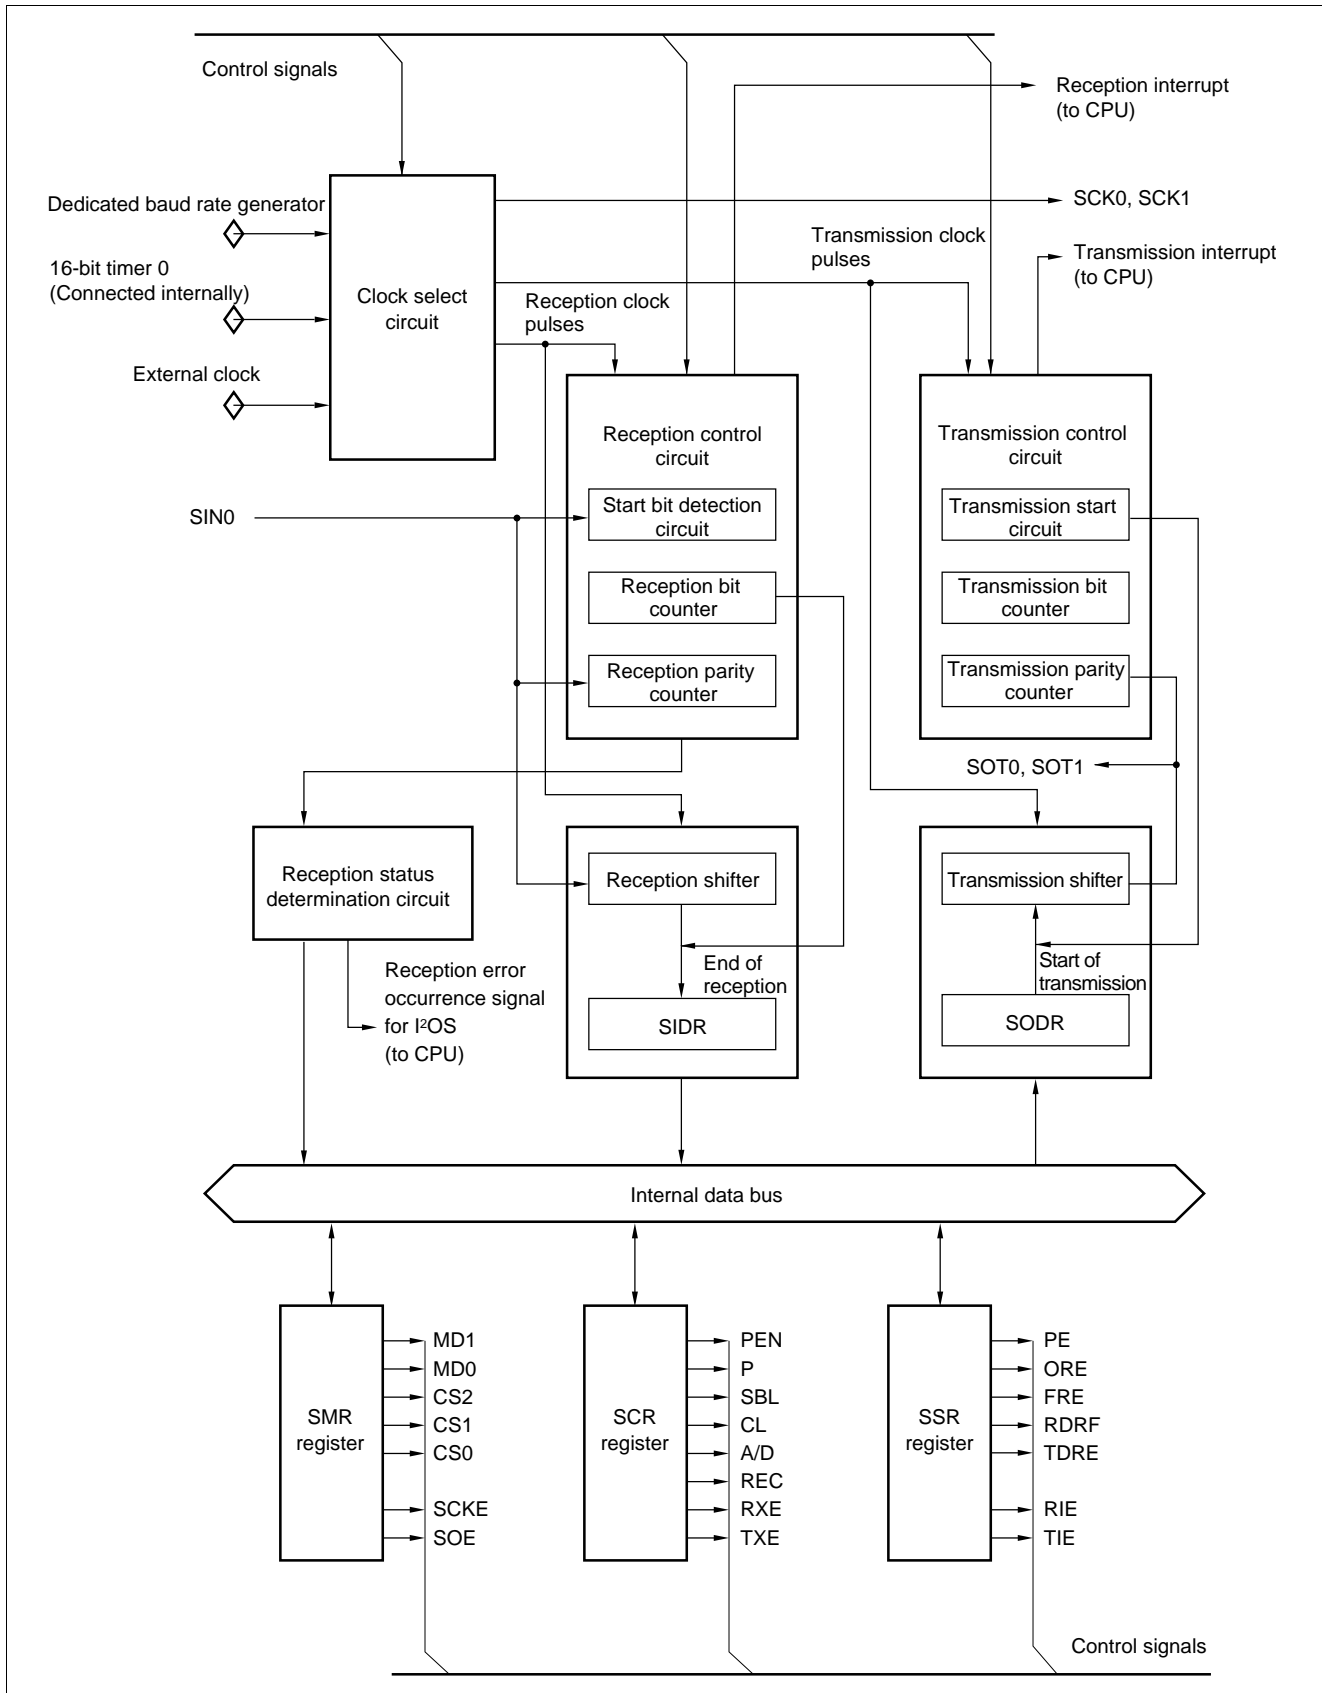 Control signals
Reception interrupt
(to CPU)
Dedicated baud rate generator
SCK0, SCK1
Transmission clock
pulses
Transmission interrupt
(to CPU)
16-bit timer 0
(Connected internally)
Clock select
circuit
Reception clock
pulses
External clock
Reception control
circuit
Transmission control
circuit
SIN0
Start bit detection
circuit
Transmission start
circuit
Reception bit
counter
Transmission bit
counter
Reception parity
counter
Transmission parity
counter
SOT0, SOT1
Reception status
determination circuit
Reception shifter
Transmission shifter
Reception error
occurrence signal
for I²OS
(to CPU)
End of
reception
Start of
transmission
SIDR
SODR
Internal data bus
SMR
register
MD1
MD0
CS2
CS1
CS0
SCKE
SOE
SCR
register
PEN
P
SBL
CL
A/D
REC
RXE
TXE
SSR
register
PE
ORE
FRE
RDRF
TDRE
RIE
TIE
Control signals